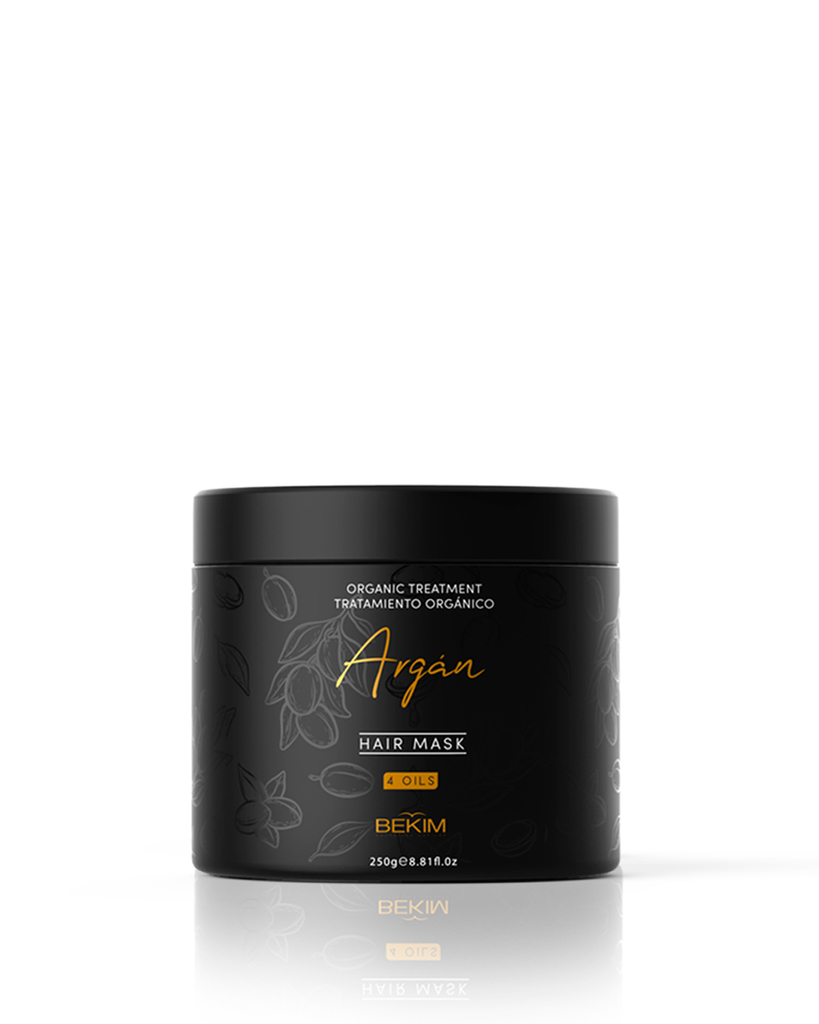 ORGANIC TREATMENT
TRATAMIENTO ORGÁNICO
Argán
HAIR MASK
4 OILS
BEKIM
250g℮8.81fl.oz